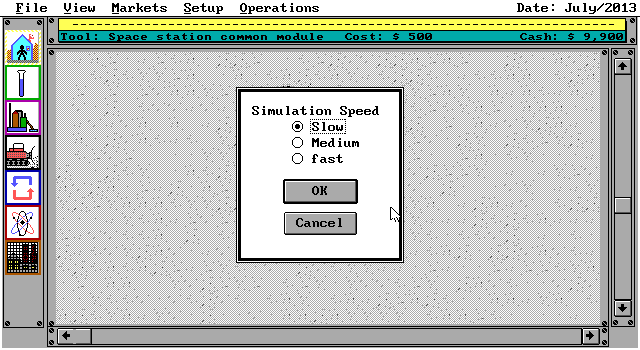 File View Markets Setup Operations Date: July/2013
Tool: Space station common module Cost: $ 500 Cash: $ 9,900
Simulation Speed
Slow
Medium
fast
OK
Cancel